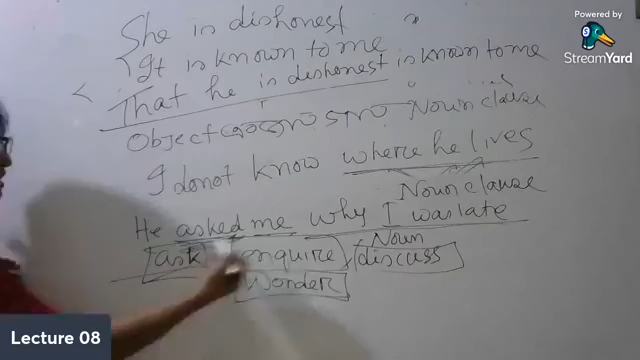 She is dishonest
It is known to me
That he is dishonest is known to me
Object Noun clause
I do not know where he lives
Noun clause
He asked me why I was late
Noun
ask enquire, discuss
Wonder
Powered by
StreamYard
Lecture 08